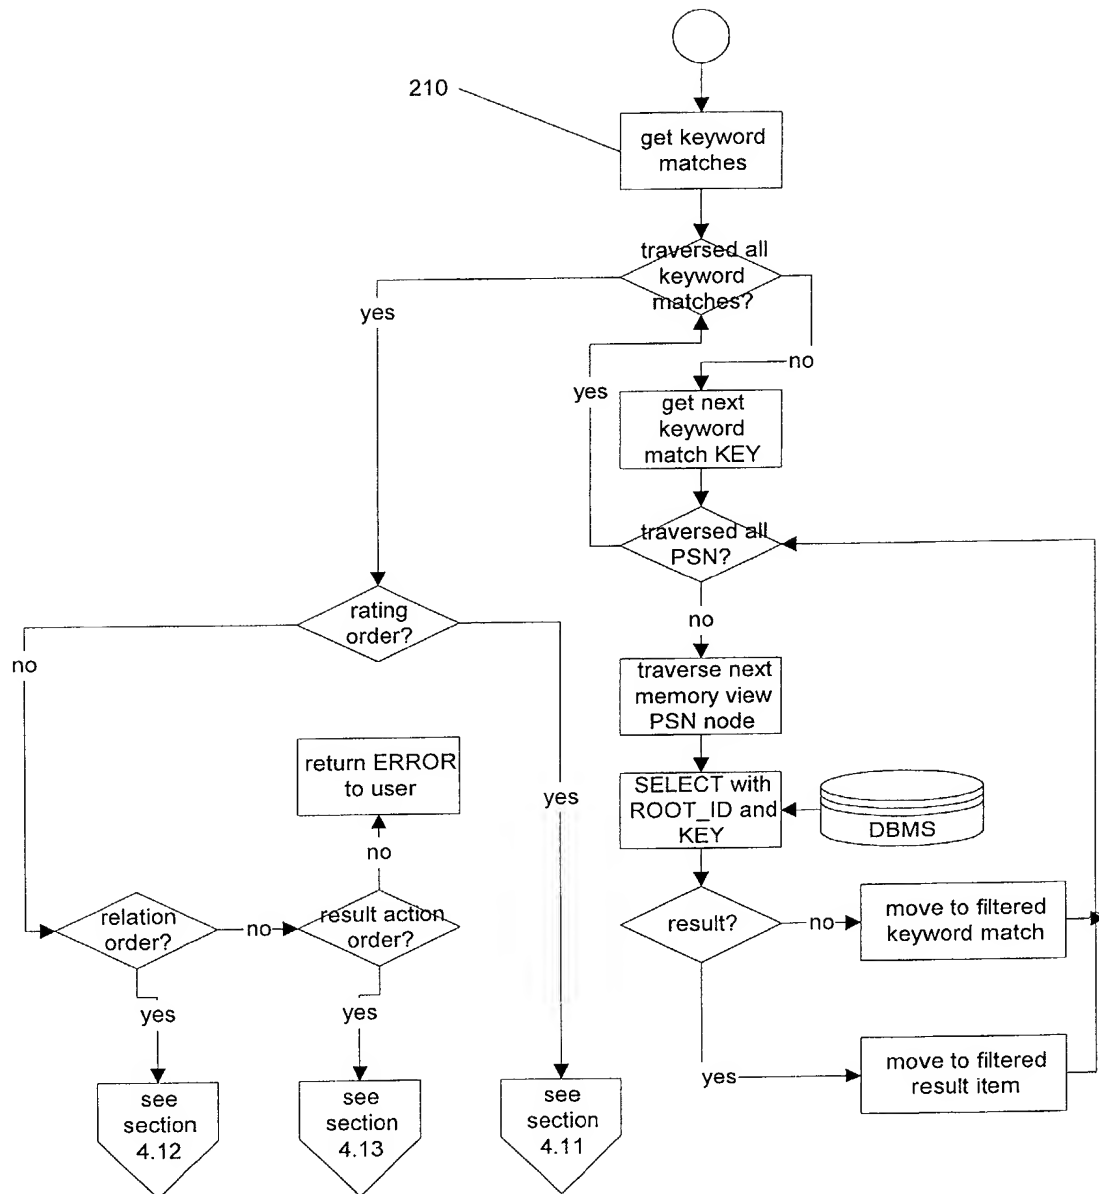 210
get keyword
matches
traversed all
keyword
matches?
yes
no
yes
get next
keyword
match KEY
traversed all
PSN?
rating
order?
no
no
traverse next
memory view
PSN node
return ERROR
to user
SELECT with
ROOT_ID and
KEY
DBMS
yes
no
relation
order?
no
result action
order?
result?
no
move to filtered
keyword match
yes
yes
yes
move to filtered
result item
see
section
4.12
see
section
4.13
see
section
4.11